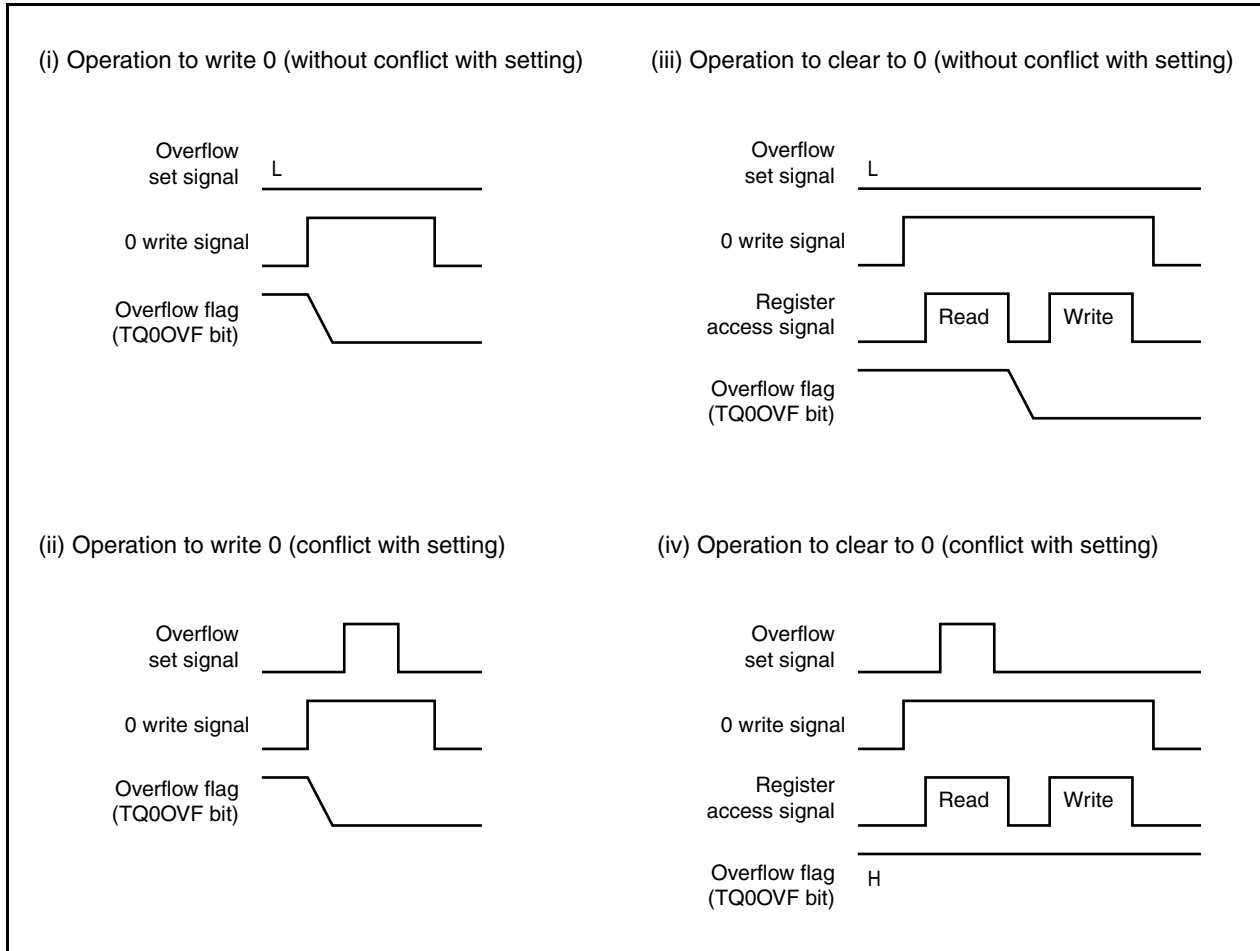 (i) Operation to write 0 (without conflict with setting)
Overflow
set signal
L
0 write signal
Overflow flag
(TQ0OVF bit)
(iii) Operation to clear to 0 (without conflict with setting)
Overflow
set signal
L
0 write signal
Register
access signal
Read
Write
Overflow flag
(TQ0OVF bit)
(ii) Operation to write 0 (conflict with setting)
Overflow
set signal
0 write signal
Overflow flag
(TQ0OVF bit)
(iv) Operation to clear to 0 (conflict with setting)
Overflow
set signal
0 write signal
Register
access signal
Read
Write
Overflow flag
(TQ0OVF bit)
H